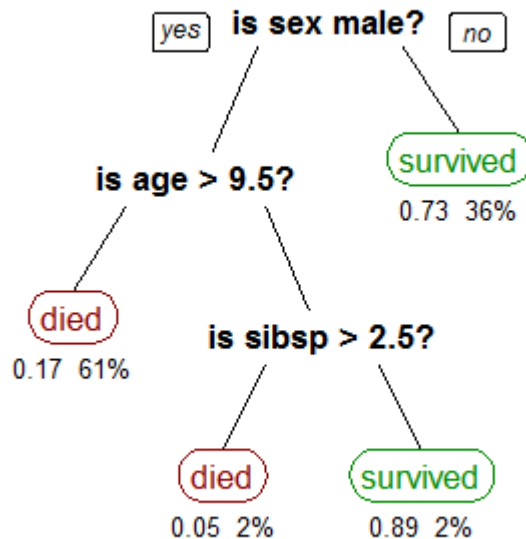 yes is sex male? no
survived
is age > 9.5?
0.73 36%
died
is sibsp > 2.5?
0.17 61%
died survived
0.05 2% 0.89 2%